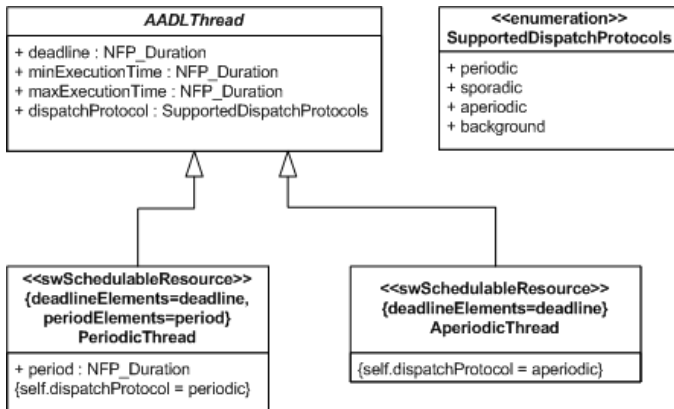 AADLThread
+ deadline : NFP_Duration
+ minExecutionTime : NFP_Duration
+ maxExecutionTime : NFP_Duration
+ dispatchProtocol : SupportedDispatchProtocols
<<enumeration>>
SupportedDispatchProtocols
+ periodic
+ sporadic
+ aperiodic
+ background
<<swSchedulableResource>>
{deadlineElements=deadline,
periodElements=period}
PeriodicThread
+ period : NFP_Duration
{self.dispatchProtocol = periodic}
<<swSchedulableResource>>
{deadlineElements=deadline}
AperiodicThread
{self.dispatchProtocol = aperiodic}